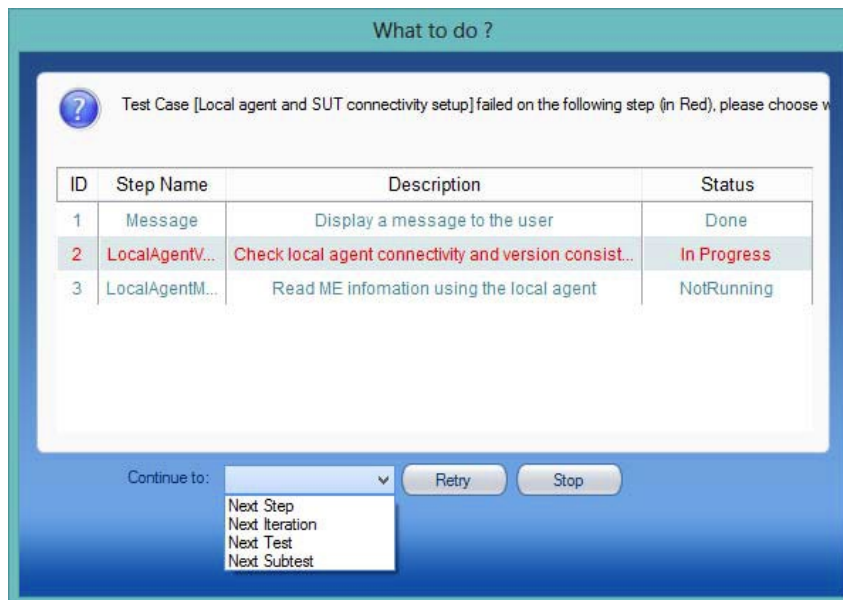 What to do ?
Test Case [Local agent and SUT connectivity setup] failed on the following step (in Red), please choose w
ID Step Name Description Status
1 Message Display a message to the user Done
2 LocalAgentV... Check local agent connectivity and version consist... In Progress
3 LocalAgentM... Read ME infomation using the local agent NotRunning
Continue to: Retry Stop
Next Step
Next Iteration
Next Test
Next Subtest